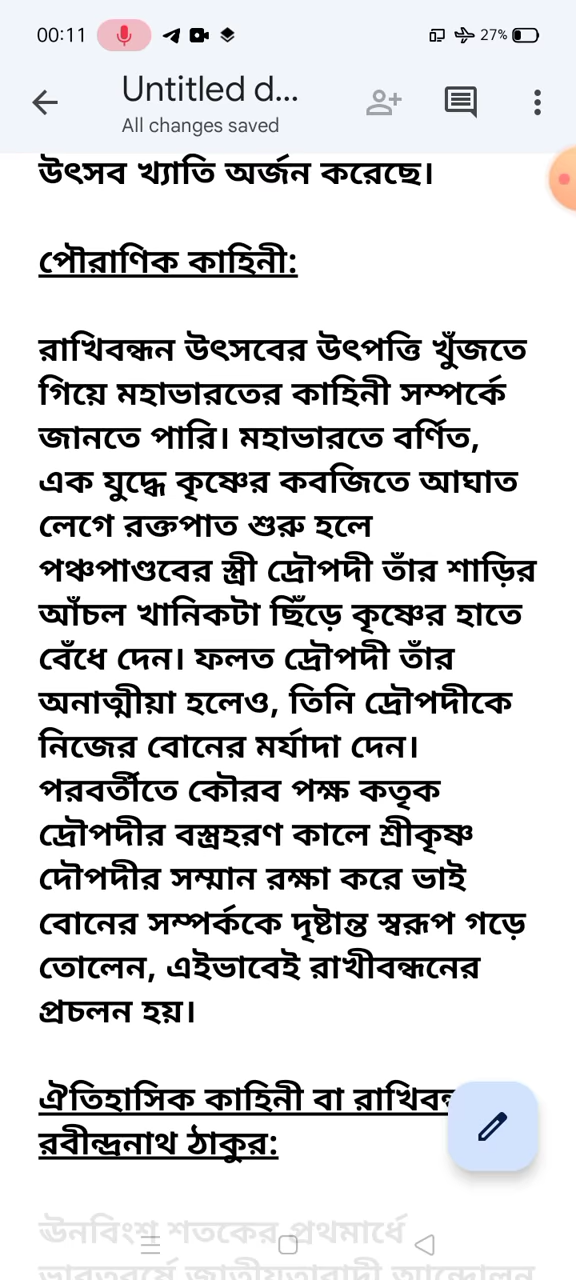 00:11
27%
Untitled d...
All changes saved
উৎসব খ্যাতি অর্জন করেছে।
পৌরাণিক কাহিনী:
রাখিবন্ধন উৎসবের উৎপত্তি খুঁজতে
গিয়ে মহাভারতের কাহিনী সম্পর্কে
জানতে পারি। মহাভারতে বর্ণিত,
এক যুদ্ধে কৃষ্ণের কবজিতে আঘাত
লেগে রক্তপাত শুরু হলে
পঞ্চপাণ্ডবের স্ত্রী দ্রৌপদী তাঁর শাড়ির
আঁচল খানিকটা ছিঁড়ে কৃষ্ণের হাতে
বেঁধে দেন। ফলত দ্রৌপদী তাঁর
অনাত্মীয়া হলেও, তিনি দ্রৌপদীকে
নিজের বোনের মর্যাদা দেন।
পরবর্তীতে কৌরব পক্ষ কতৃক
দ্রৌপদীর বস্ত্রহরণ কালে শ্রীকৃষ্ণ
দৌপদীর সম্মান রক্ষা করে ভাই
বোনের সম্পর্ককে দৃষ্টান্ত স্বরূপ গড়ে
তোলেন, এইভাবেই রাখীবন্ধনের
প্রচলন হয়।
ঐতিহাসিক কাহিনী বা
রবীন্দ্রনাথ ঠাকুর:
ঊনবিংশ শতকের প্রথমার্ধে
ভারতবর্ষে জাতীয়তাবাদী আন্দোলন